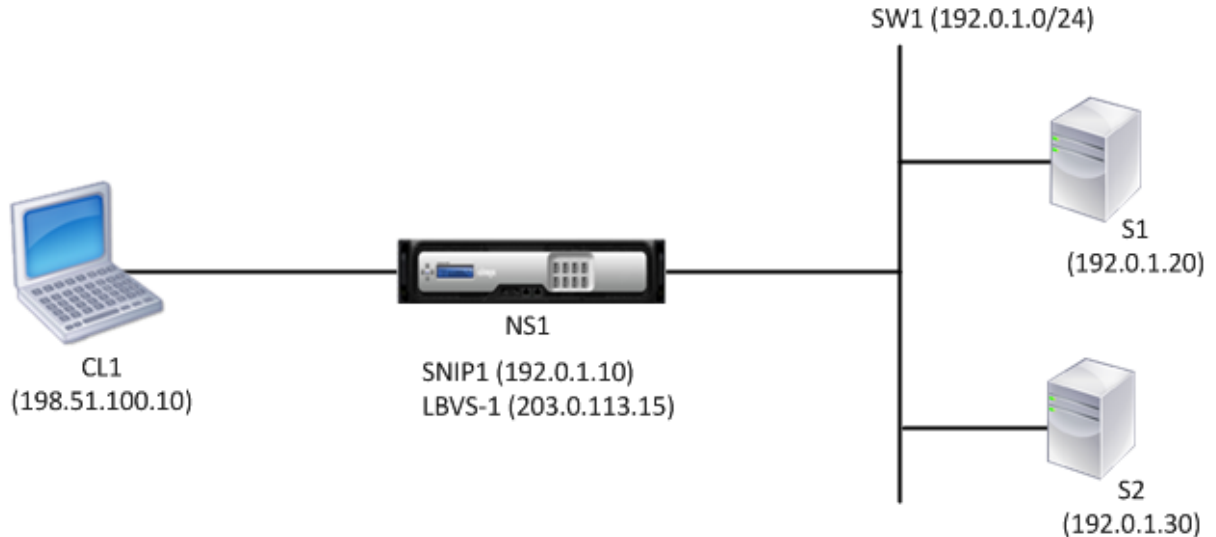 SW1 (192.0.1.0/24)
S1
(192.0.1.20)
NS1
SNIP1 (192.0.1.10)
LBVS-1 (203.0.113.15)
CL1
(198.51.100.10)
S2
(192.0.1.30)